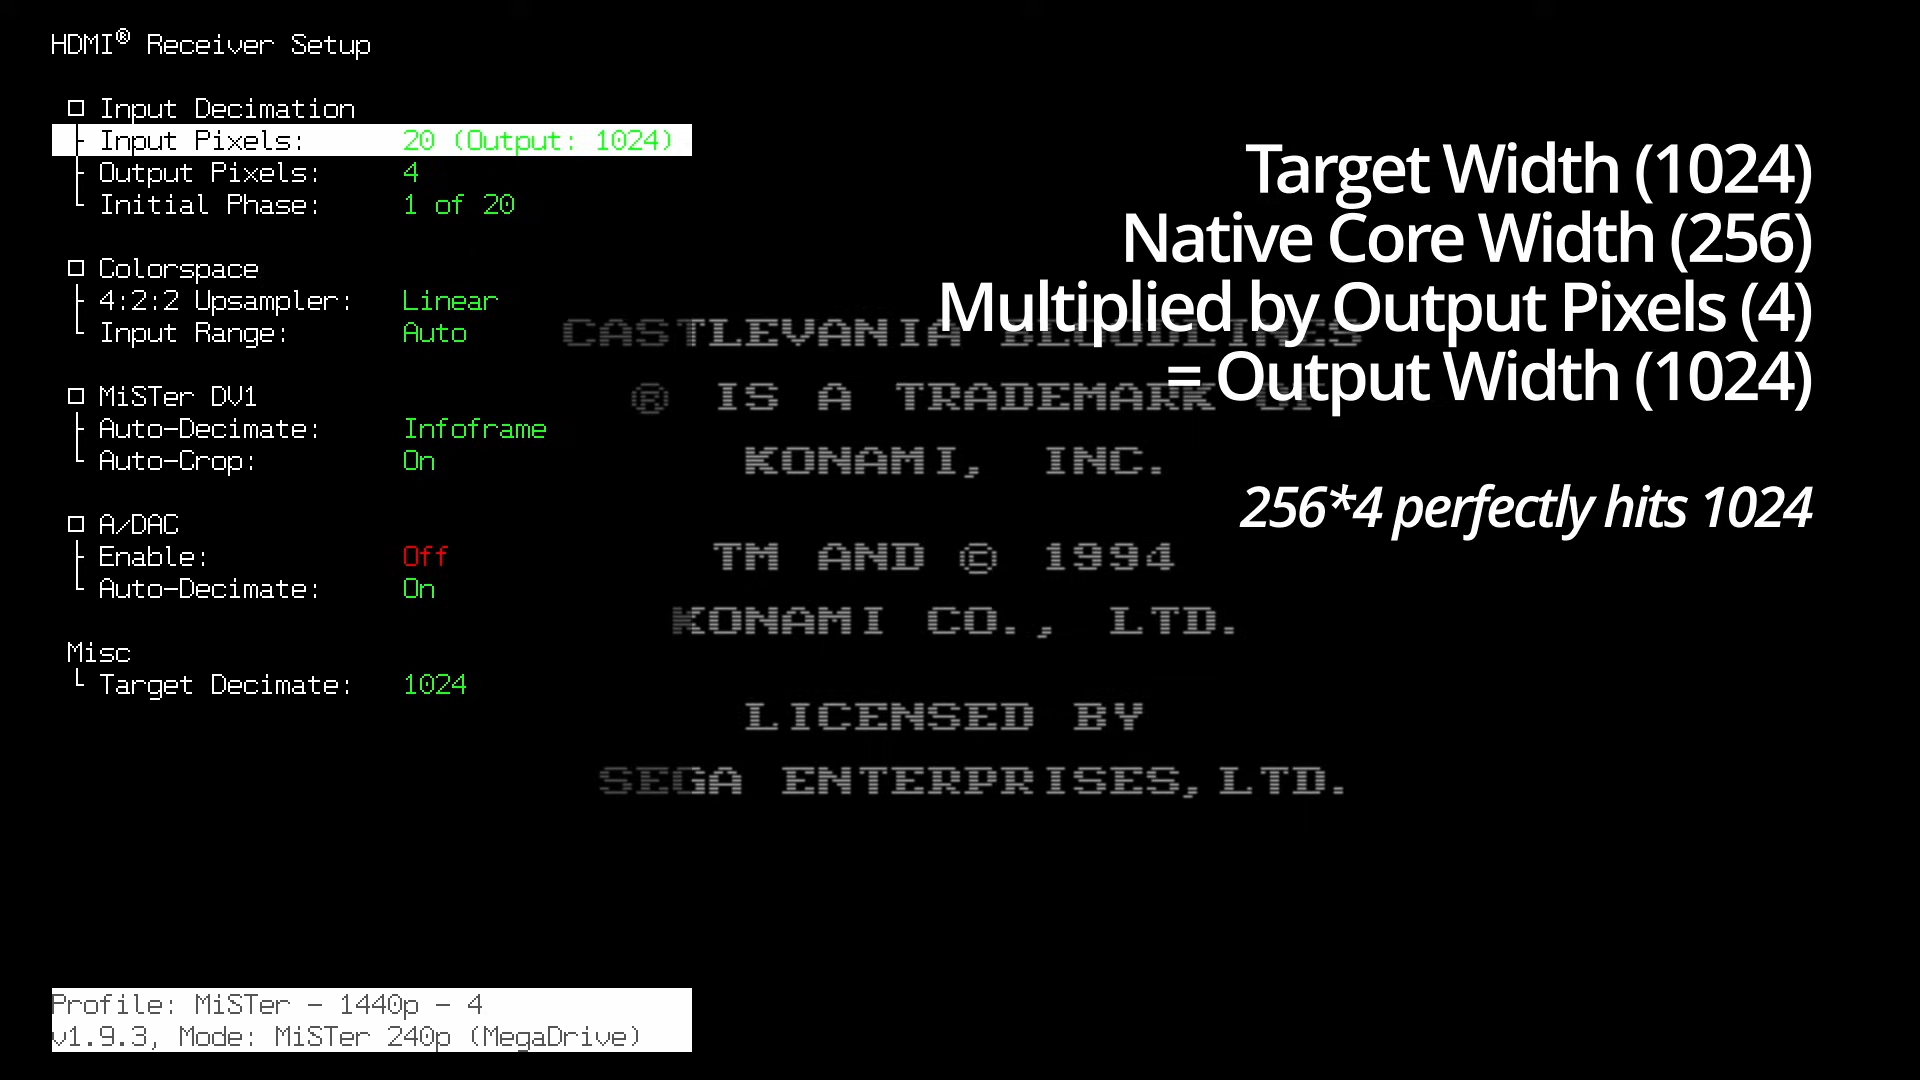 HDMI® Receiver Setup
Input Decimation
Input Pixels: 20 (Output: 1024)
Output Pixels: 4
Initial Phase: 1 of 20
Colorspace
4:2:2 Upsampler: Linear
Input Range: Auto
MiSTer DV1
Auto-Decimate: Infoframe
Auto-Crop: On
A/DAC
Enable: Off
Auto-Decimate: On
Misc
Target Decimate: 1024
Profile: MiSTer - 1440p - 4
v1.9.3, Mode: MiSTer 240p (MegaDrive)
Target Width (1024)
Native Core Width (256)
Multiplied by Output Pixels (4)
= Output Width (1024)
256*4 perfectly hits 1024
CASTLEVANIA BLOODLINES
® IS A TRADEMARK OF
KONAMI, INC.
TM AND © 1994
KONAMI CO., LTD.
LICENSED BY
SEGA ENTERPRISES,LTD.